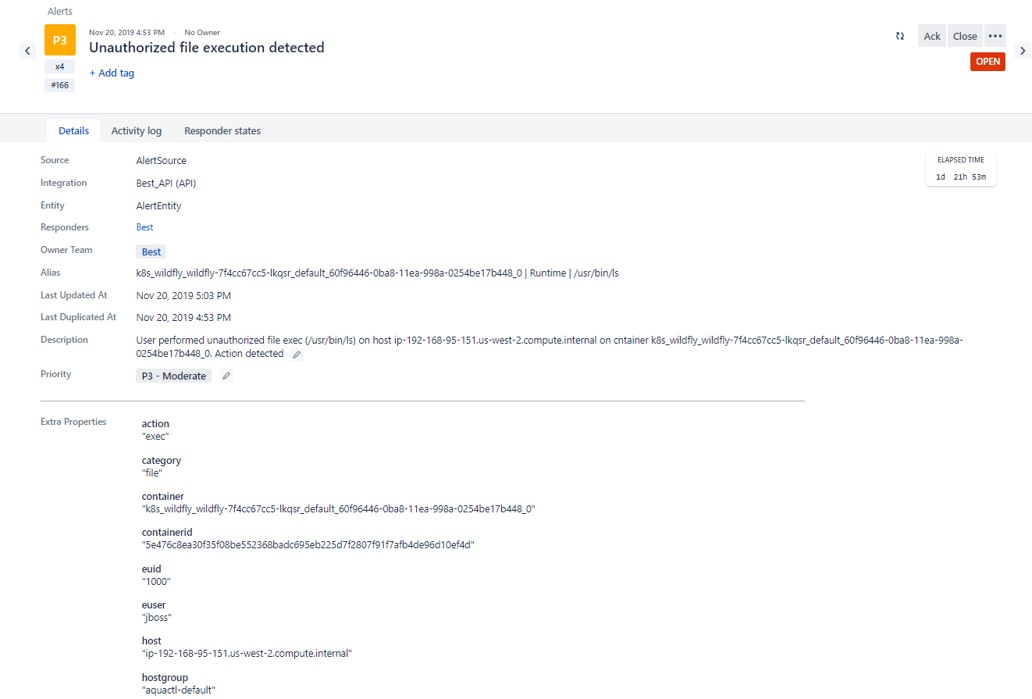 Alerts
P3
Nov 20, 2019 4:53 PM · No Owner
Unauthorized file execution detected
Ack Close •••
x4
OPEN
+ Add tag
#166
Details Activity log Responder states
Source AlertSource
ELAPSED TIME
1d 21h 53m
Integration Best_API (API)
Entity AlertEntity
Responders Best
Owner Team Best
Alias k8s_wildfly_wildfly-7f4cc67cc5-lkqsr_default_60f96446-0ba8-11ea-998a-0254be17b448_0 | Runtime | /usr/bin/ls
Last Updated At Nov 20, 2019 5:03 PM
Last Duplicated At Nov 20, 2019 4:53 PM
Description User performed unauthorized file exec (/usr/bin/ls) on host ip-192-168-95-151.us-west-2.compute.internal on cntainer k8s_wildfly_wildfly-7f4cc67cc5-lkqsr_default_60f96446-0ba8-11ea-998a-
0254be17b448_0. Action detected
Priority P3 - Moderate
Extra Properties
action
"exec"
category
"file"
container
"k8s_wildfly_wildfly-7f4cc67cc5-lkqsr_default_60f96446-0ba8-11ea-998a-0254be17b448_0"
containerid
"5e476c8ea30f35f08be552368badc695eb225d7f2807f91f7afb4de96d10ef4d"
euid
"1000"
euser
"jboss"
host
"ip-192-168-95-151.us-west-2.compute.internal"
hostgroup
"aquactl-default"